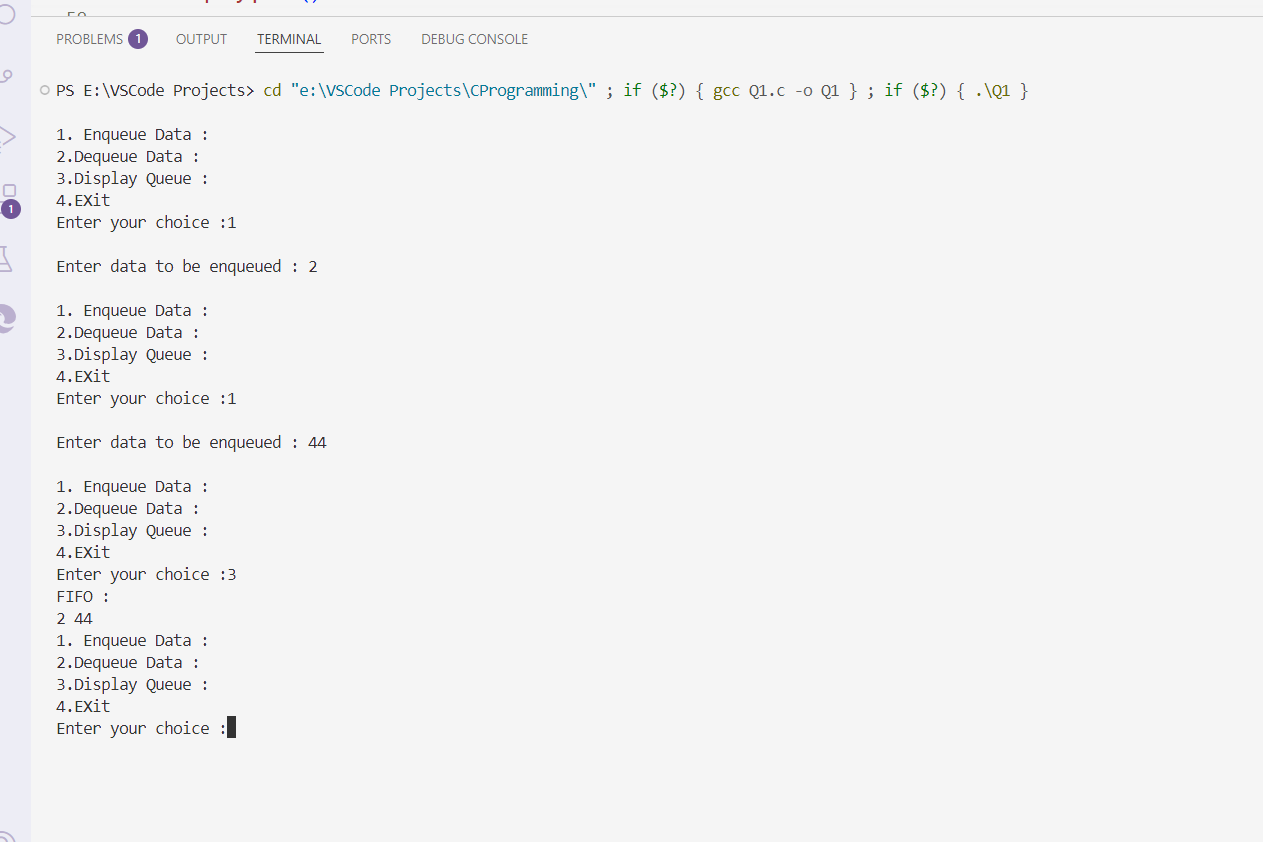 PROBLEMS 1 OUTPUT TERMINAL PORTS DEBUG CONSOLE
PS E:\VSCode Projects> cd "e:\VSCode Projects\CProgramming\" ; if ($?) { gcc Q1.c -o Q1 } ; if ($?) { .\Q1 }
1. Enqueue Data :
2.Dequeue Data :
3.Display Queue :
4.EXit
1
Enter your choice :1
Enter data to be enqueued : 2
1. Enqueue Data :
2.Dequeue Data :
3.Display Queue :
4.EXit
Enter your choice :1
Enter data to be enqueued : 44
1. Enqueue Data :
2.Dequeue Data :
3.Display Queue :
4.EXit
Enter your choice :3
FIFO :
2 44
1. Enqueue Data :
2.Dequeue Data :
3.Display Queue :
4.EXit
Enter your choice :